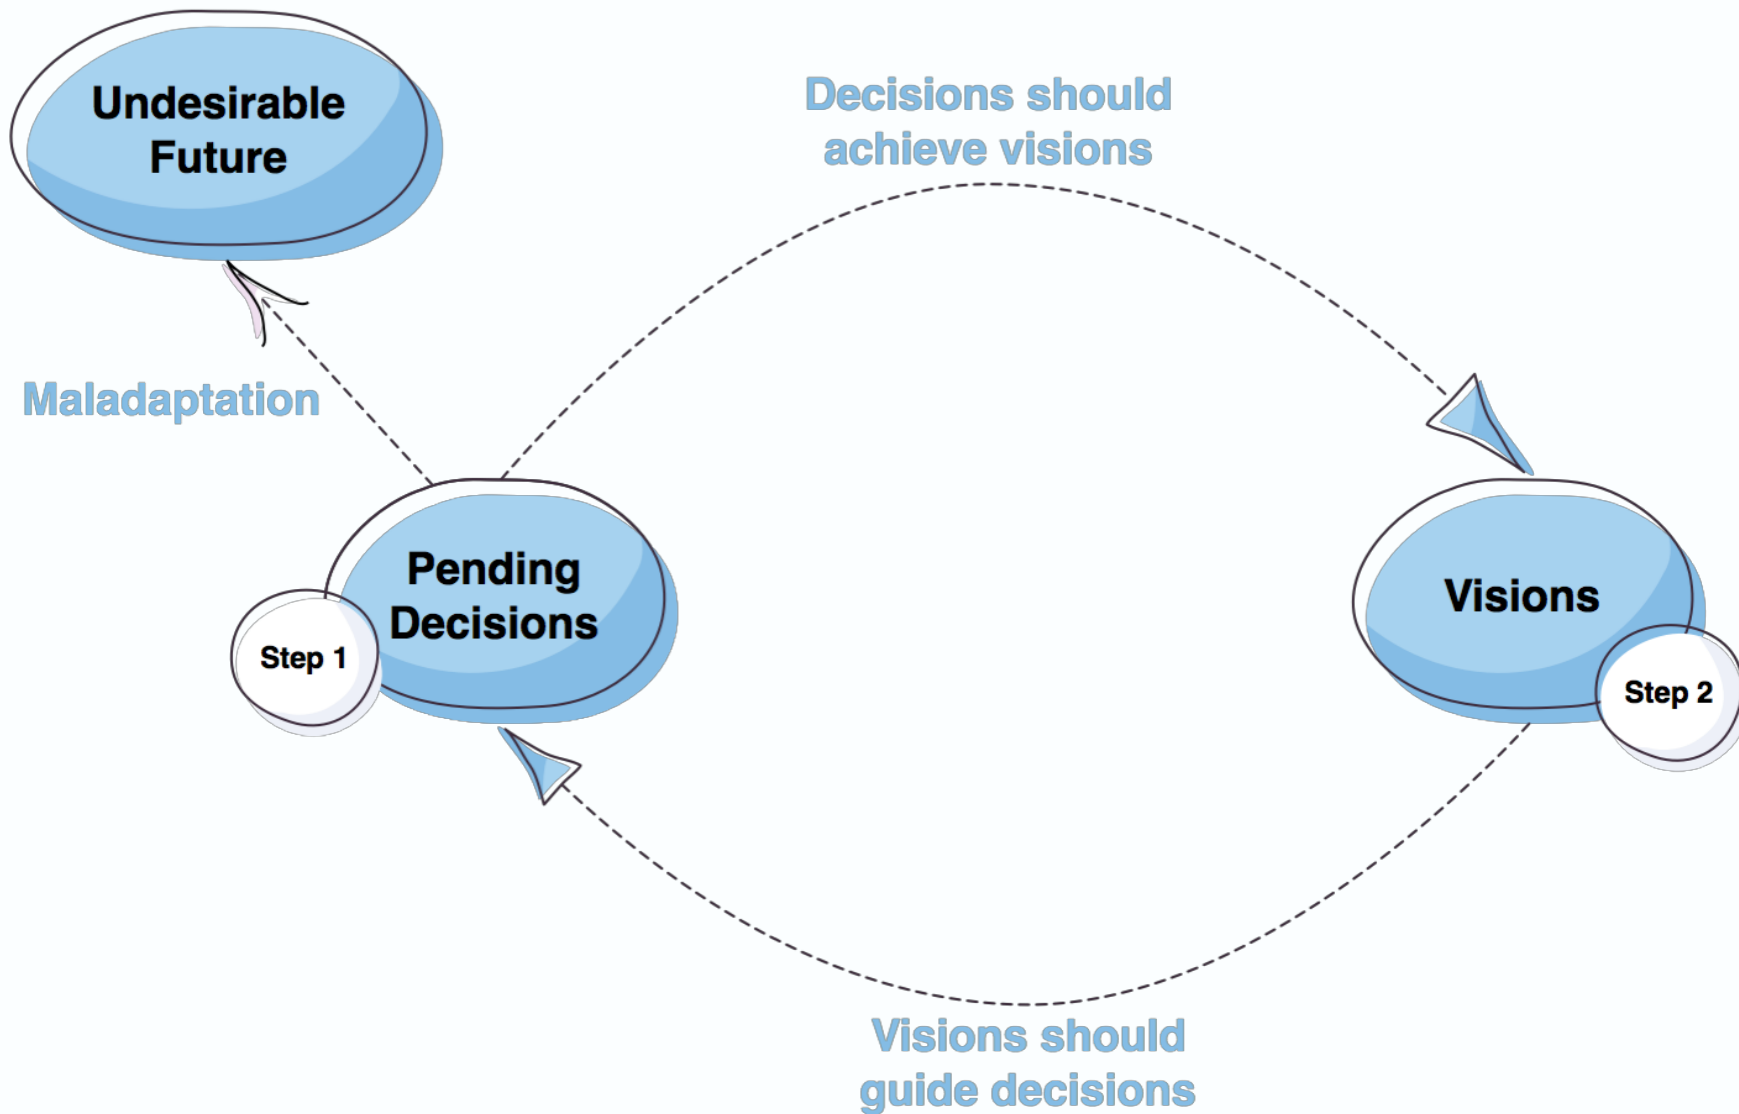 Undesirable
Future
Decisions should
achieve visions
Maladaptation
Pending
Decisions
Step 1
Visions
Step 2
Visions should
guide decisions